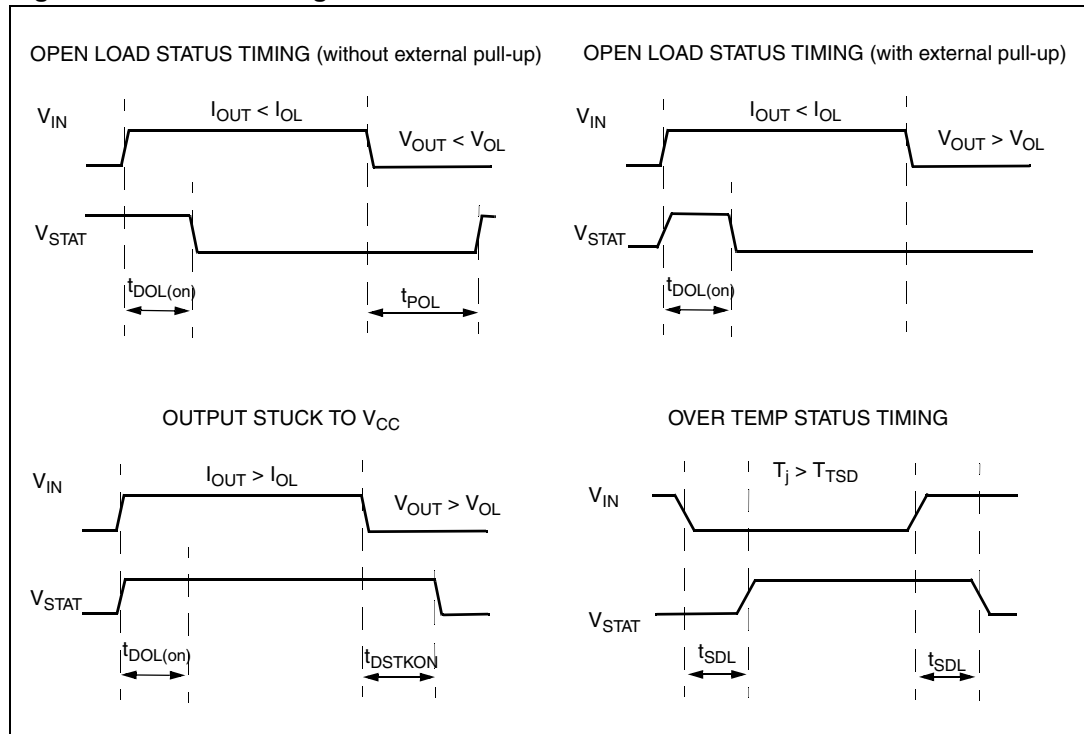 OPEN LOAD STATUS TIMING (without external pull-up)
V_IN
I_OUT < I_OL
V_OUT < V_OL
V_STAT
t_DOL(on)
t_POL
OPEN LOAD STATUS TIMING (with external pull-up)
V_IN
I_OUT < I_OL
V_OUT > V_OL
V_STAT
t_DOL(on)
OUTPUT STUCK TO V_CC
V_IN
I_OUT > I_OL
V_OUT > V_OL
V_STAT
t_DOL(on)
t_DSTKON
OVER TEMP STATUS TIMING
V_IN
T_j > T_TSD
V_STAT
t_SDL
t_SDL